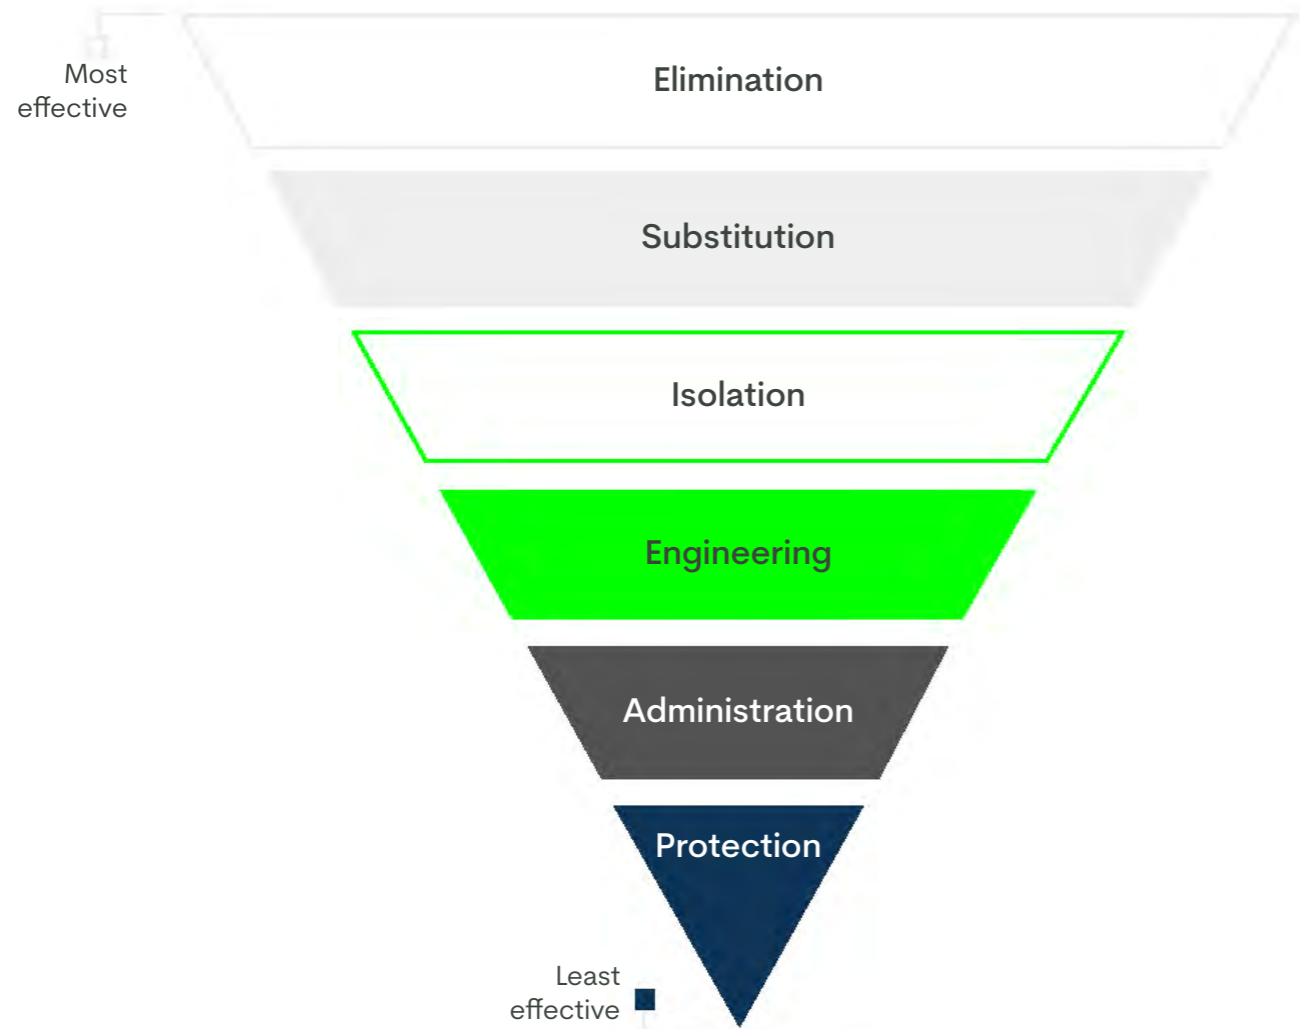 Most
effective
Elimination
Substitution
Isolation
Engineering
Administration
Protection
Least
effective